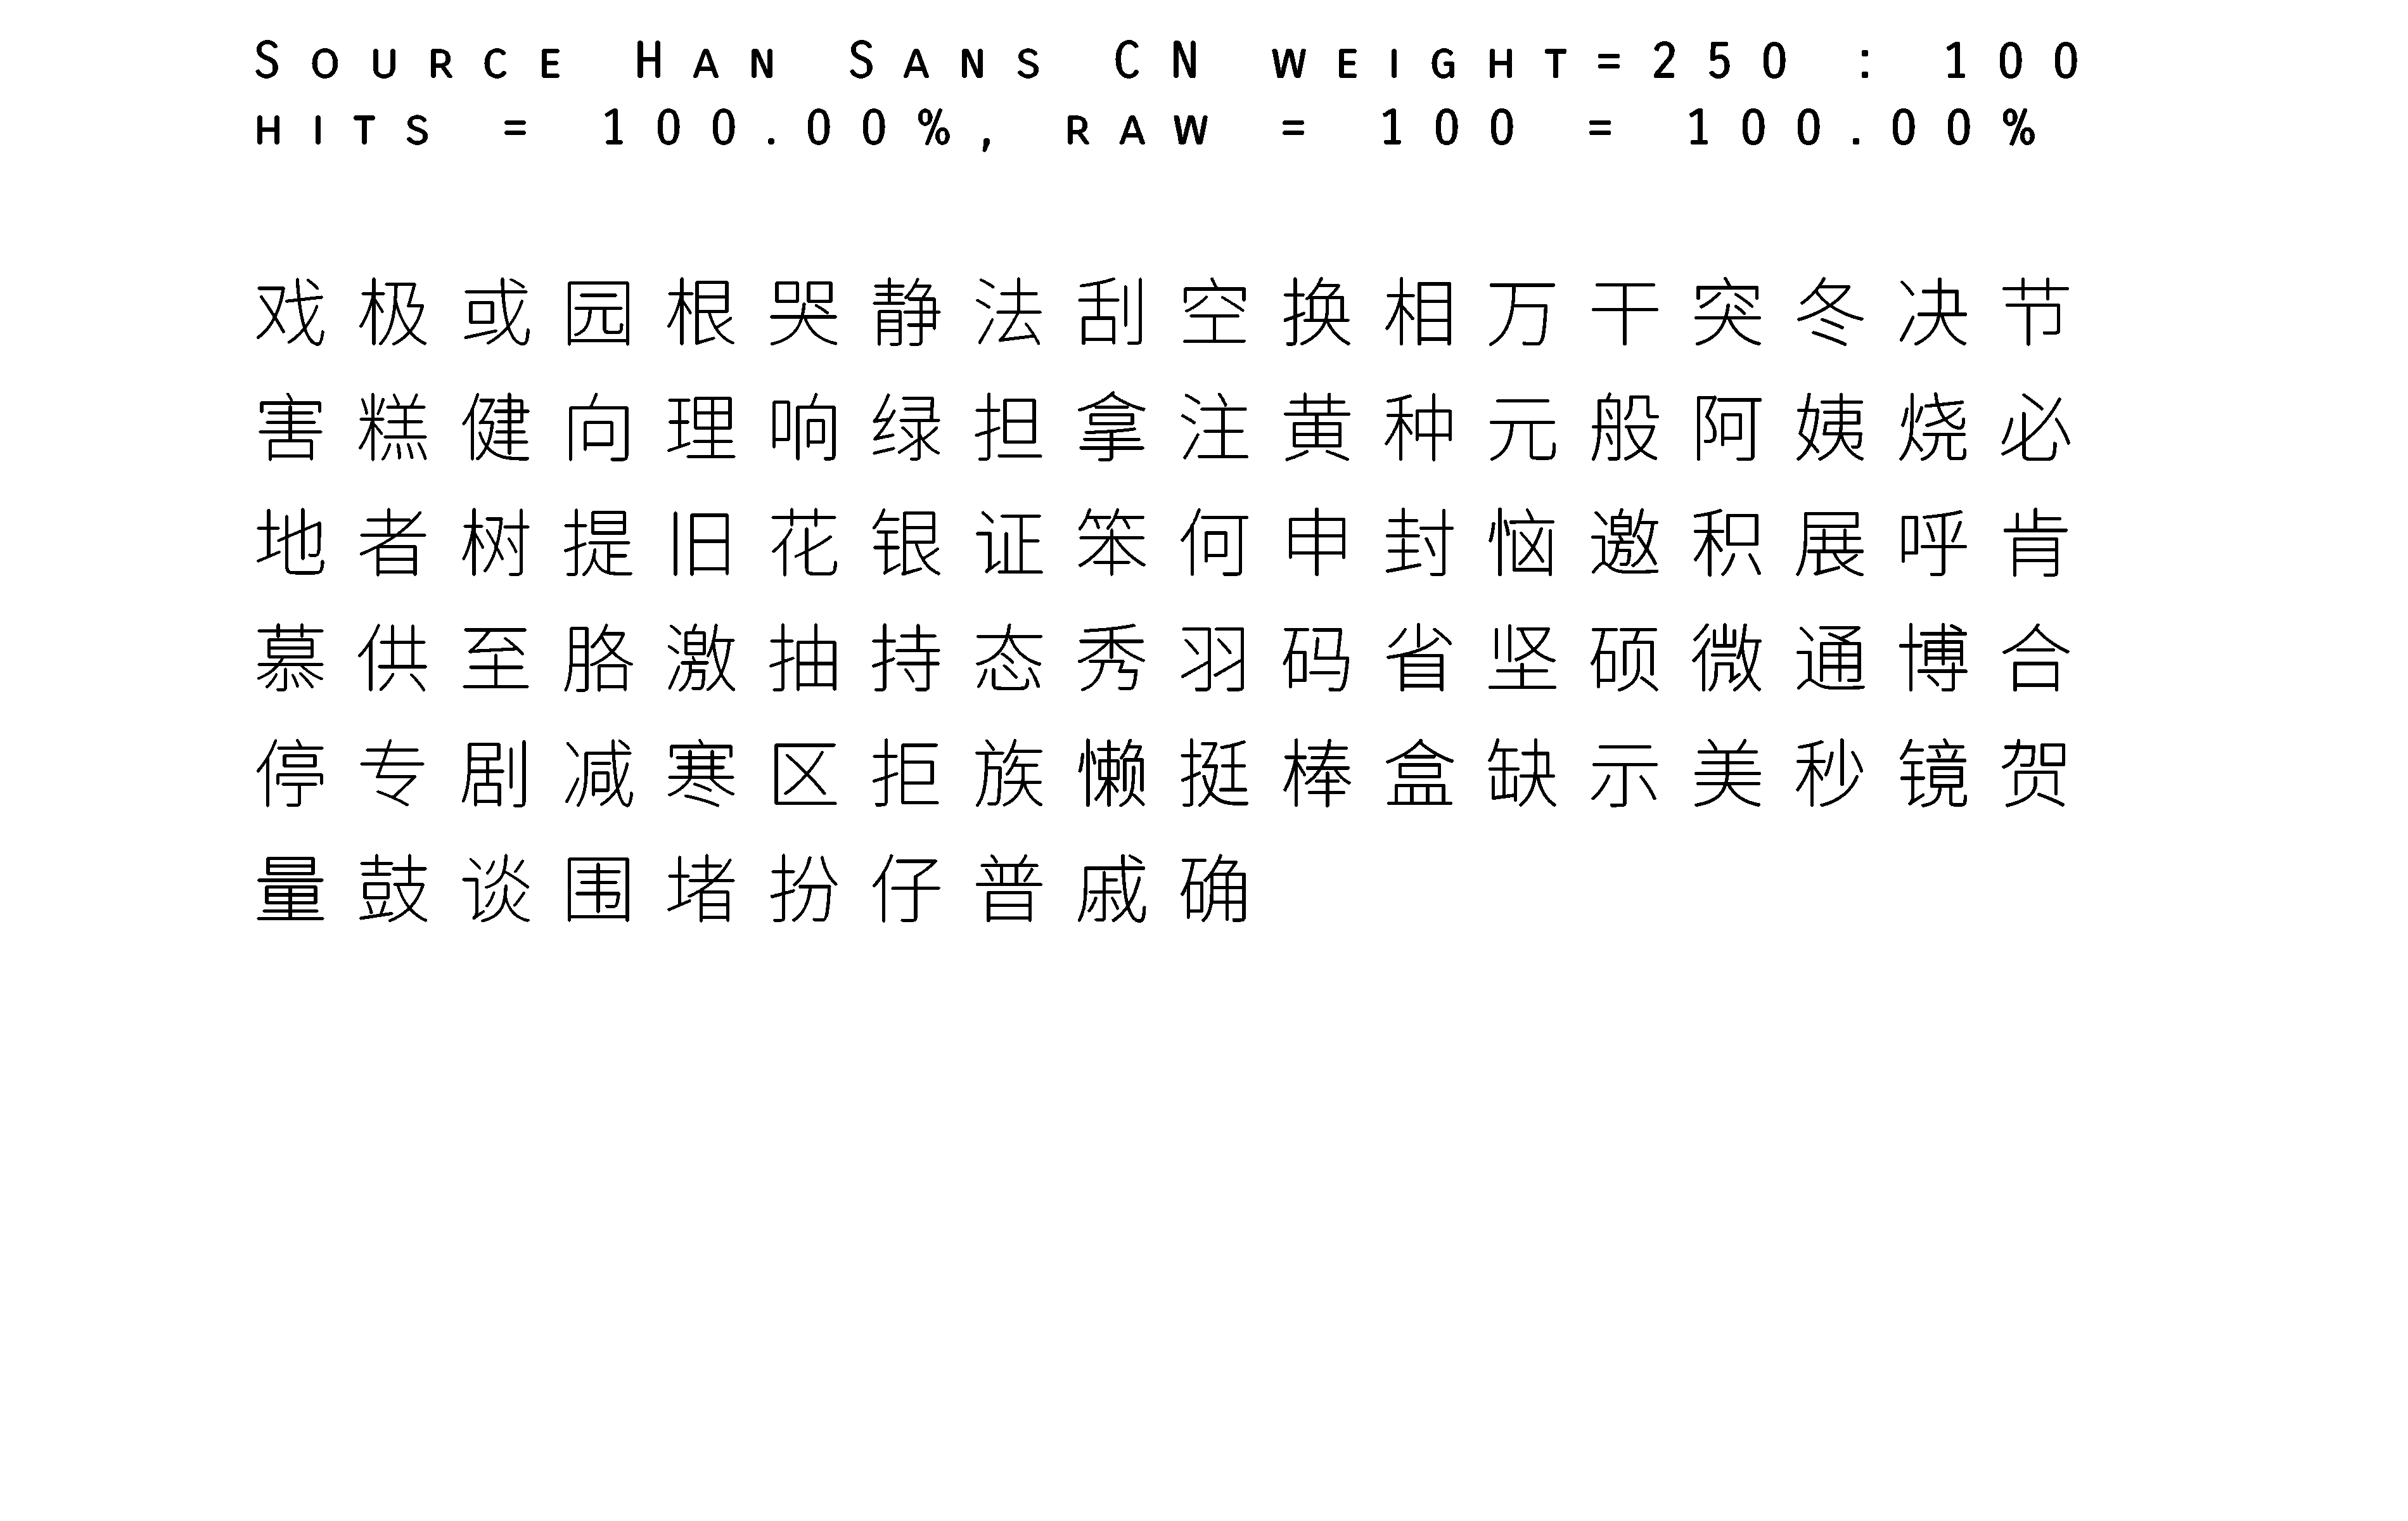 Source Han Sans CN weight=250 : 100
hits = 100.00%, raw = 100 = 100.00%
戏极或园根哭静法刮空换相万干突冬决节
害糕健向理响绿担拿注黄种元般阿姨烧必
地者树提旧花银证笨何申封恼邀积展呼肯
慕供至胳激抽持态秀羽码省坚硕微通博合
停专剧减寒区拒族懒挺棒盒缺示美秒镜贺
量鼓谈围堵扮仔普戚确